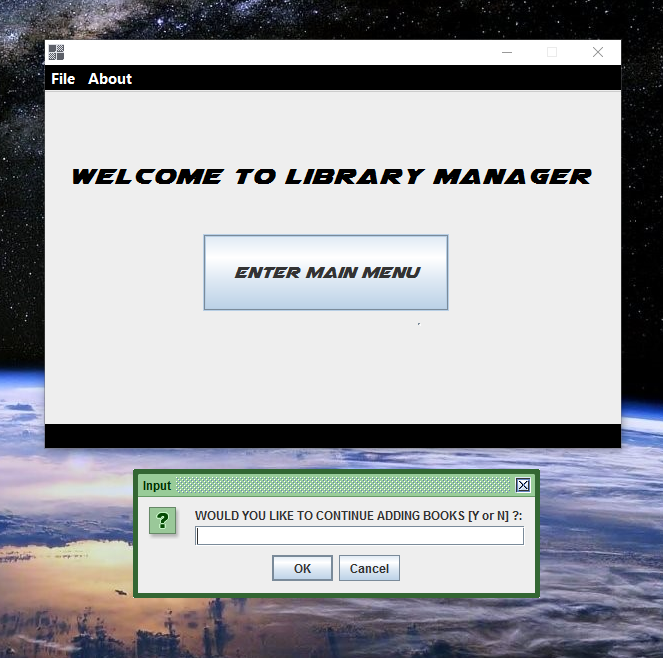 File About
WELCOME TO LIBRARY MANAGER
ENTER MAIN MENU
Input
? WOULD YOU LIKE TO CONTINUE ADDING BOOKS [Y or N] ?:
OK Cancel